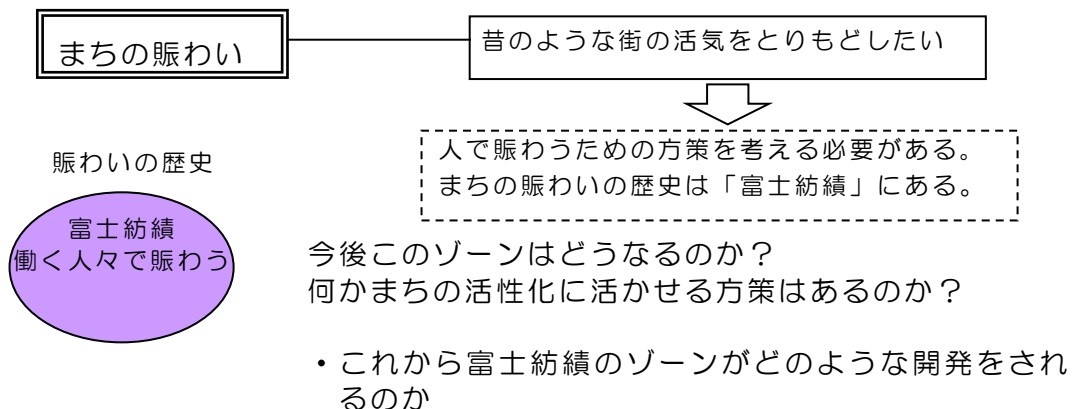 まちの賑わい
昔のような街の活気をとりもどしたい
人で賑わうための方策を考える必要がある。
まちの賑わいの歴史は「富士紡績」にある。
賑わいの歴史
富士紡績
働く人々で賑わう
今後このゾーンはどうなるのか？
何かまちの活性化に活かせる方策はあるのか？
・これから富士紡績のゾーンがどのような開発をされ
るのか